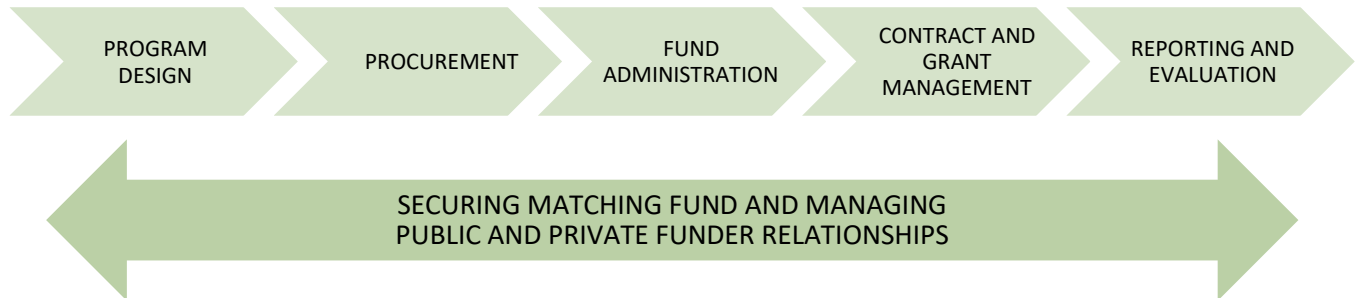 PROGRAM
DESIGN
PROCUREMENT
FUND
ADMINISTRATION
CONTRACT AND
GRANT
MANAGEMENT
REPORTING AND
EVALUATION
SECURING MATCHING FUND AND MANAGING
PUBLIC AND PRIVATE FUNDER RELATIONSHIPS